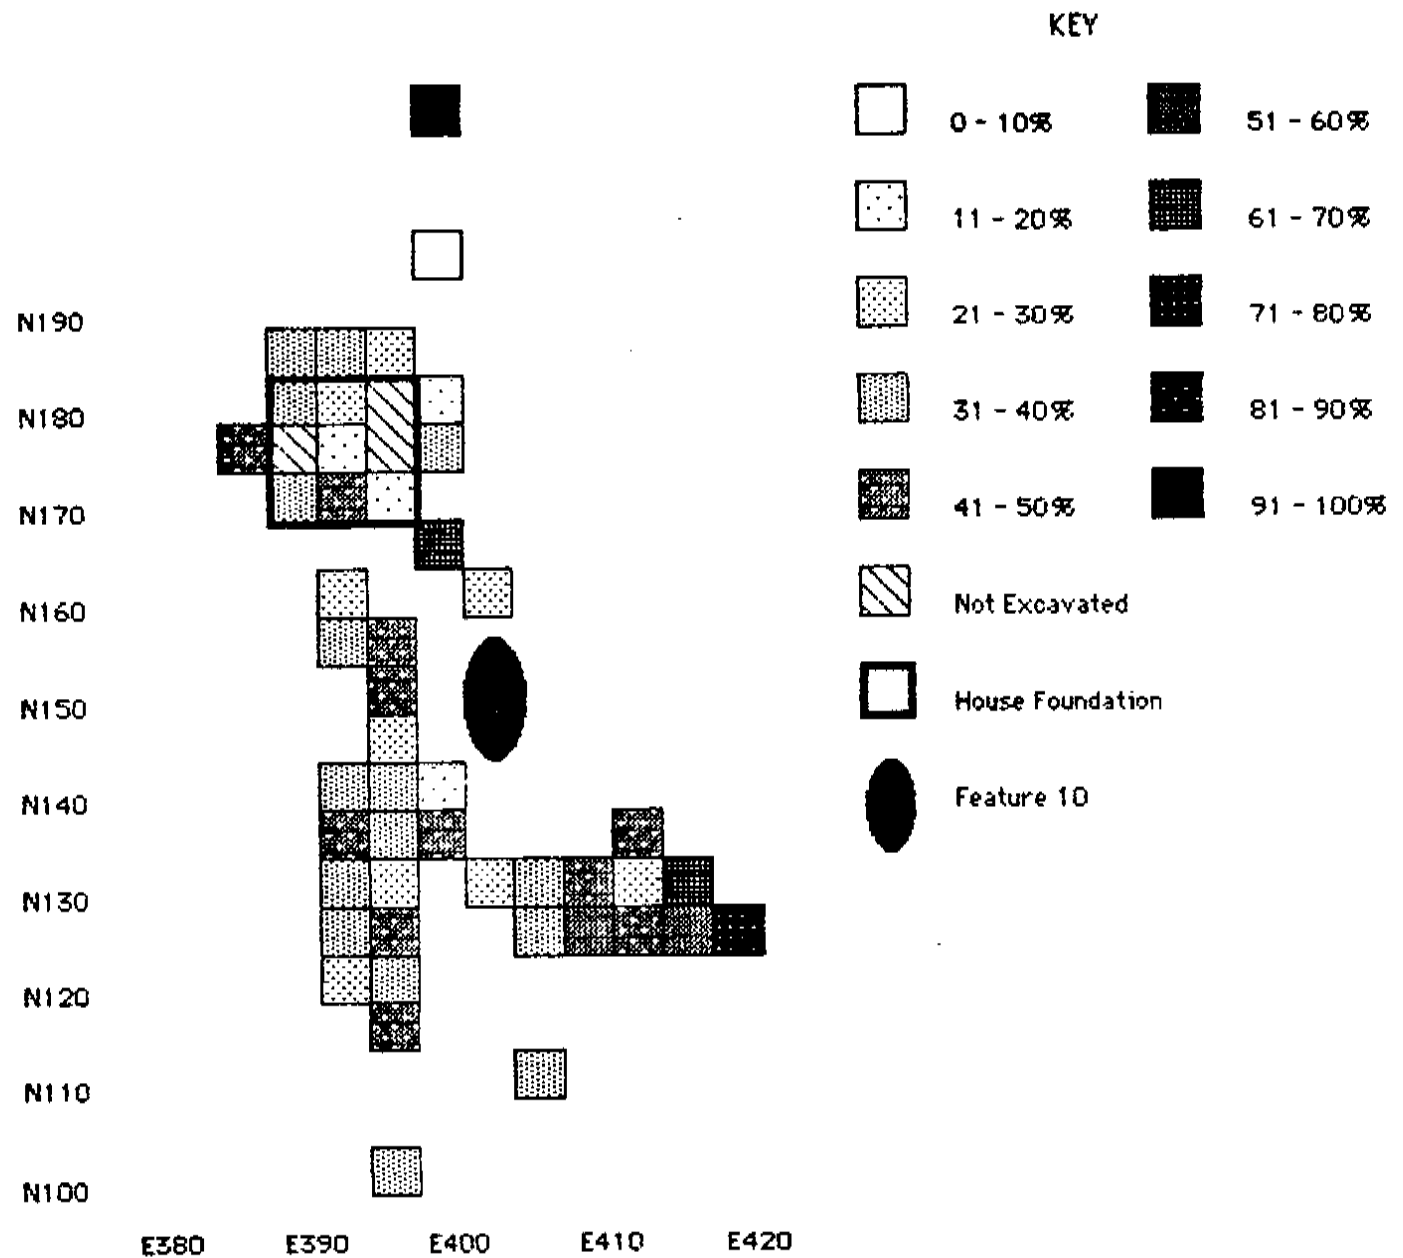 KEY
0 - 10% 51 - 60%
11 - 20% 61 - 70%
21 - 30% 71 - 80%
31 - 40% 81 - 90%
41 - 50% 91 - 100%
Not Excavated
House Foundation
Feature 10
N190
N180
N170
N160
N150
N140
N130
N120
N110
N100
E380 E390 E400 E410 E420